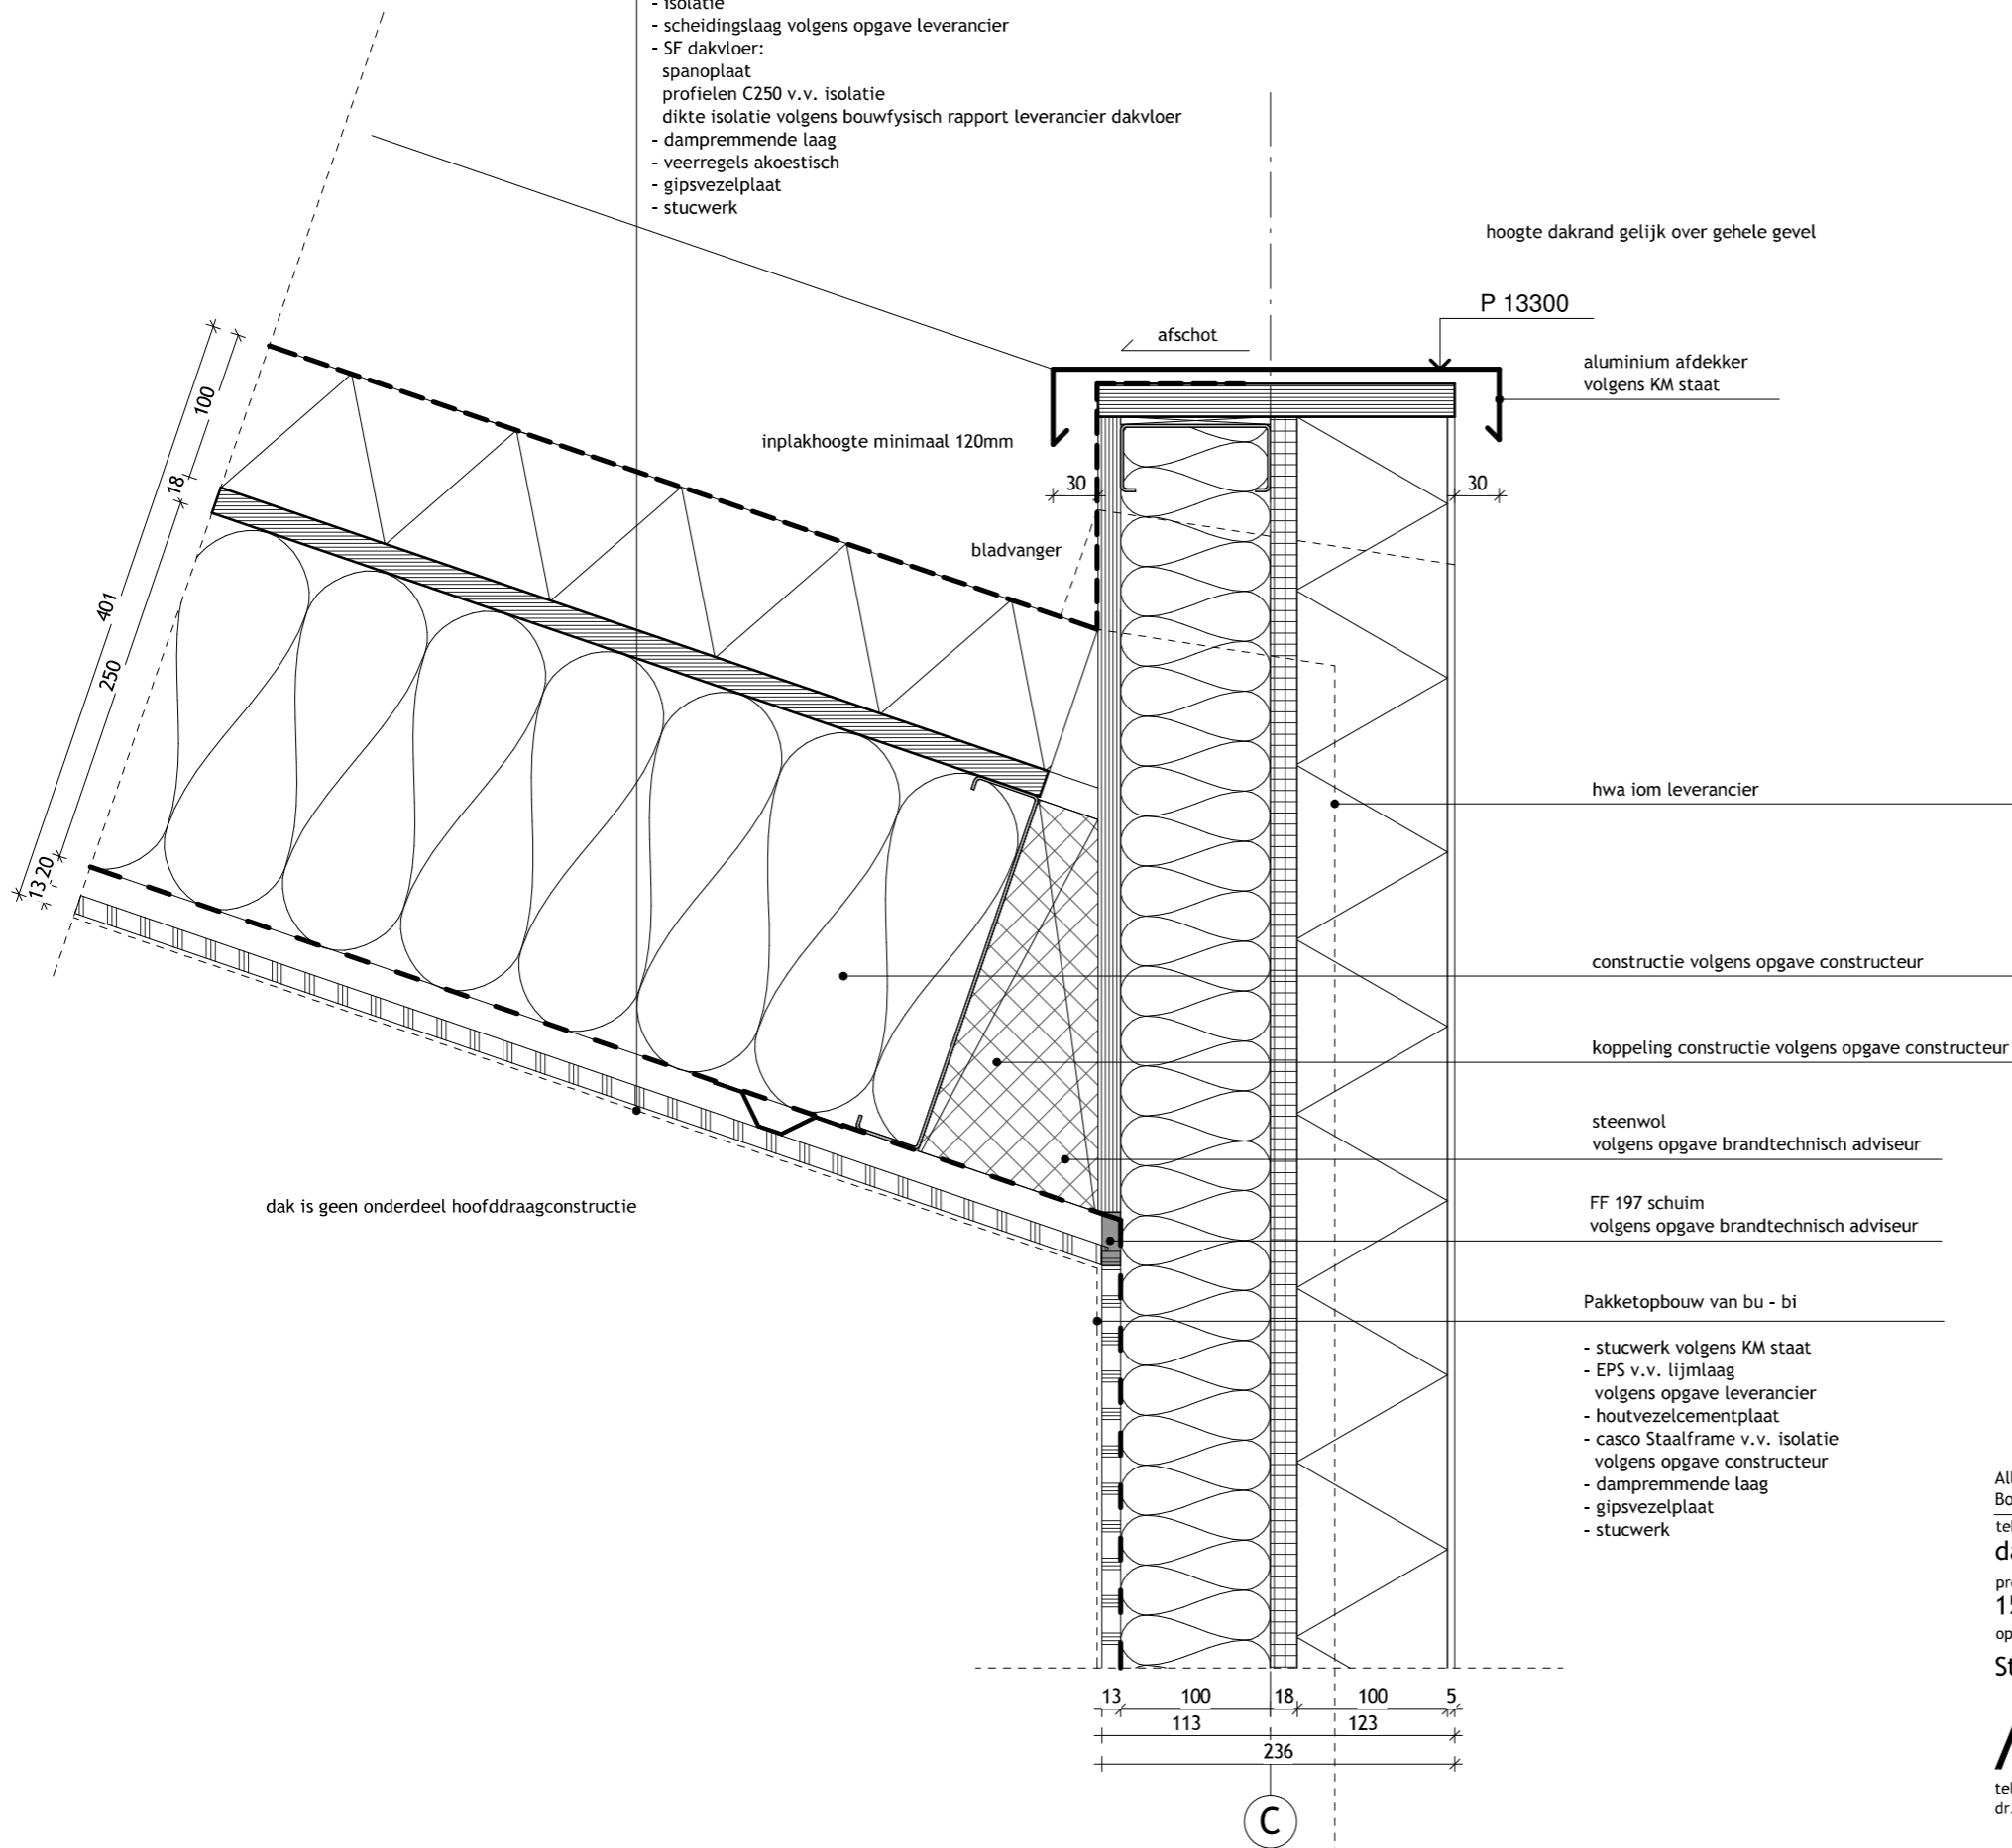 - isolatie
- scheidingslaag volgens opgave leverancier
- SF dakvloer:
spanoplaat
profielen C250 v.v. isolatie
dikte isolatie volgens bouwfysisch rapport leverancier dakvloer
- dampremmende laag
- veerregels akoestisch
- gipsvezelplaat
- stucwerk
hoogte dakrand gelijk over gehele gevel
P 13300
afschot
aluminium afdekker
volgens KM staat
inplakhoogte minimaal 120mm
30
30
bladvanger
100
18
401
250
20
13
hwa iom leverancier
constructie volgens opgave constructeur
koppeling constructie volgens opgave constructeur
steenwol
volgens opgave brandtechnisch adviseur
FF 197 schuim
volgens opgave brandtechnisch adviseur
dak is geen onderdeel hoofddraagconstructie
Pakketopbouw van bu - bi
- stucwerk volgens KM staat
- EPS v.v. lijmlaag
volgens opgave leverancier
- houtvezelcementplaat
- casco Staalframe v.v. isolatie
volgens opgave constructeur
- dampremmende laag
- gipsvezelplaat
- stucwerk
13 100 18 100 5
113 123
236
C